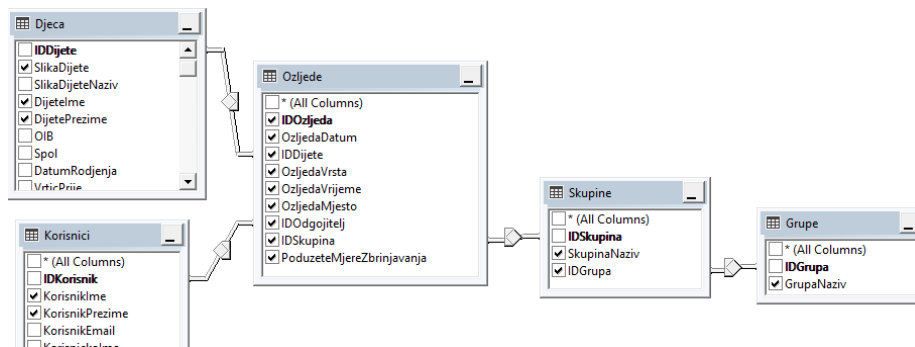 Djeca
IDDijete
SlikaDijete
SlikaDijeteNaziv
DijeteIme
DijetePrezime
OIB
Spol
DatumRodjenja
VrticPrije
Korisnici
* (All Columns)
IDKorisnik
KorisnikIme
KorisnikPrezime
KorisnikEmail
KorisnickoIme
Ozljede
* (All Columns)
IDOzljeda
OzljedaDatum
IDDijete
OzljedaVrsta
OzljedaVrijeme
OzljedaMjesto
IDOdgojitelj
IDSkupina
PoduzeteMjereZbrinjavanja
Skupine
* (All Columns)
IDSkupina
SkupinaNaziv
IDGrupa
Grupe
* (All Columns)
IDGrupa
GrupaNaziv